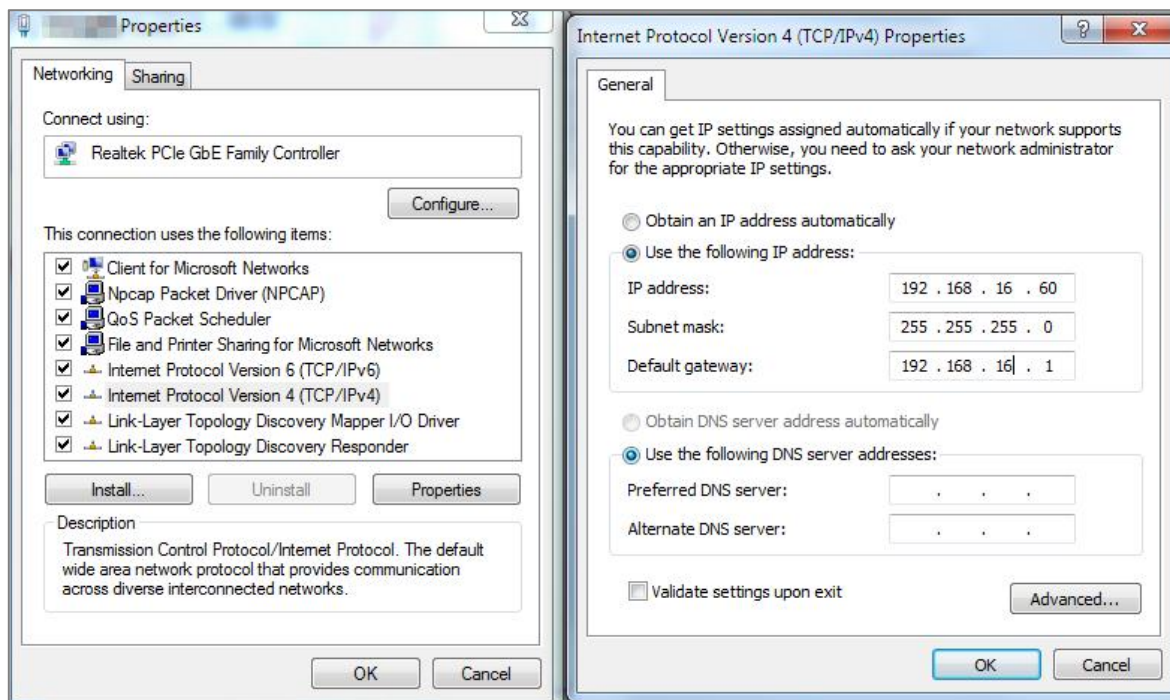 Properties
Networking
Sharing
Connect using:
Realtek PCIe GbE Family Controller
Configure...
This connection uses the following items:
Client for Microsoft Networks
Npcap Packet Driver (NPCAP)
QoS Packet Scheduler
File and Printer Sharing for Microsoft Networks
Internet Protocol Version 6 (TCP/IPv6)
Internet Protocol Version 4 (TCP/IPv4)
Link-Layer Topology Discovery Mapper I/O Driver
Link-Layer Topology Discovery Responder
Install...
Uninstall
Properties
Description
Transmission Control Protocol/Internet Protocol. The default
wide area network protocol that provides communication
across diverse interconnected networks.
OK
Cancel
Internet Protocol Version 4 (TCP/IPv4) Properties
General
You can get IP settings assigned automatically if your network supports
this capability. Otherwise, you need to ask your network administrator
for the appropriate IP settings.
Obtain an IP address automatically
Use the following IP address:
IP address: 192 . 168 . 16 . 60
Subnet mask: 255 . 255 . 255 . 0
Default gateway: 192 . 168 . 16 . 1
Obtain DNS server address automatically
Use the following DNS server addresses:
Preferred DNS server: . . .
Alternate DNS server: . . .
Validate settings upon exit
Advanced...
OK
Cancel